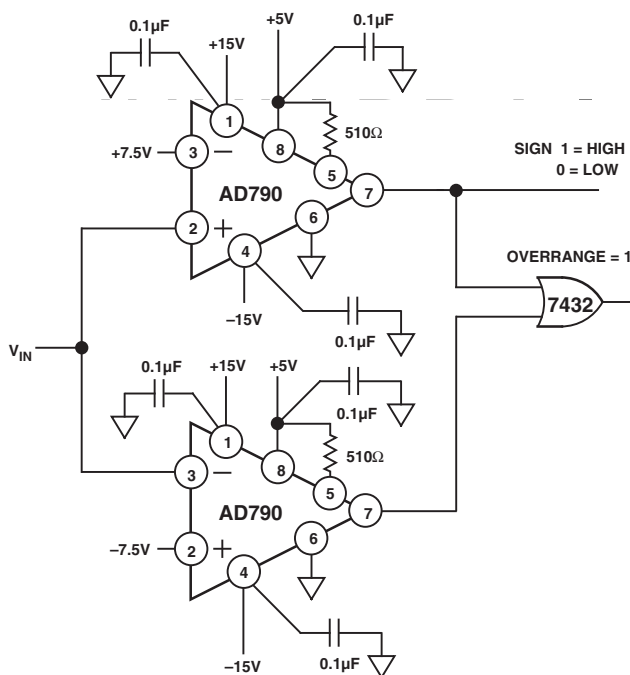 +5V
0.1µF
0.1µF
+15V
1
8
510Ω
+7.5V
3
−
5
SIGN 1 = HIGH
0 = LOW
AD790
7
2
+
6
4
OVERRANGE = 1
–15V
7432
0.1µF
VIN
0.1µF
+15V
+5V
0.1µF
1
8
510Ω
3
−
5
AD790
7
–7.5V
2
+
6
4
–15V
0.1µF